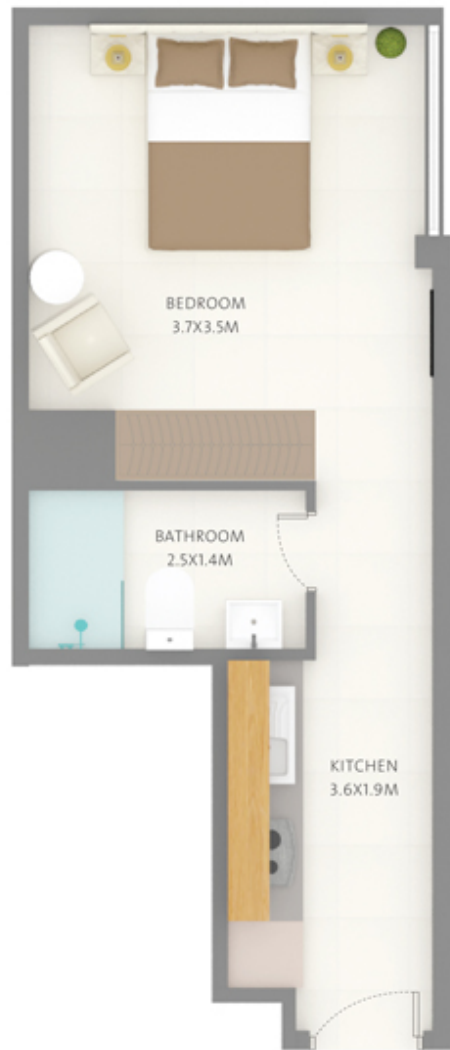 BEDROOM
3.7X3.5M
BATHROOM
2.5X1.4M
KITCHEN
3.6X1.9M